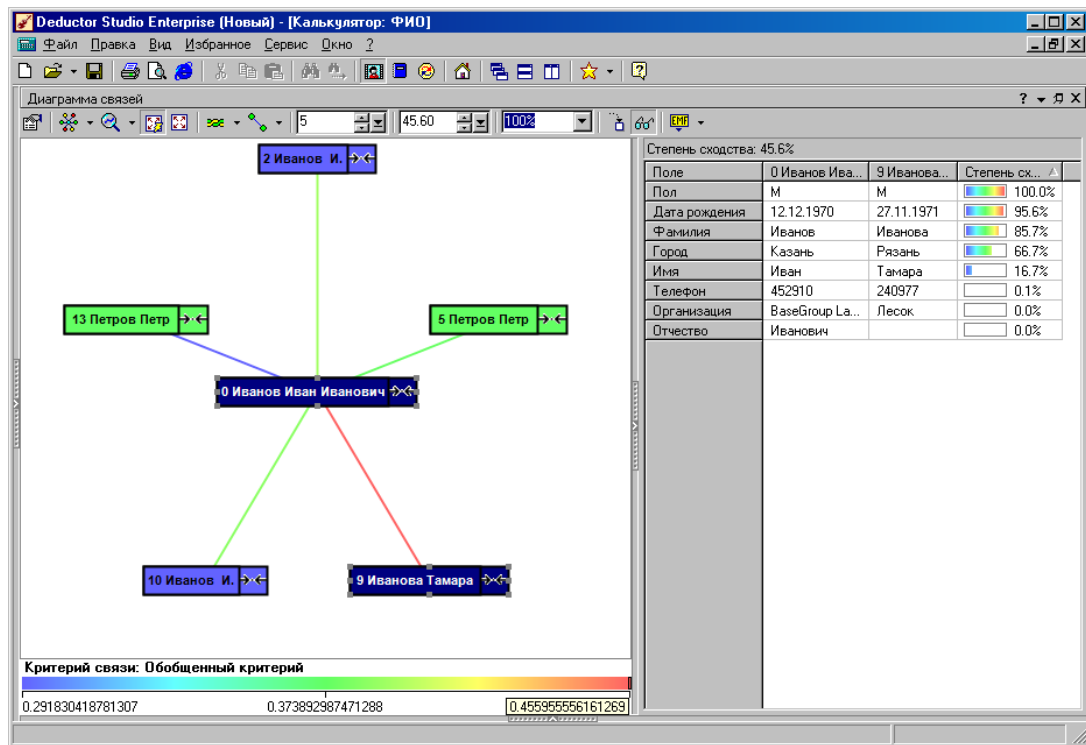 Deductor Studio Enterprise (Новый) - [Калькулятор: ФИО]
Файл Правка Вид Избранное Сервис Окно ?
Диаграмма связей ?
5 45.60 100% EMF
Степень сходства: 45.6%
Поле 0 Иванов Ива... 9 Иванова... Степень сх...
Пол М М 100.0%
Дата рождения 12.12.1970 27.11.1971 95.6%
Фамилия Иванов Иванова 85.7%
Город Казань Рязань 66.7%
Имя Иван Тамара 16.7%
Телефон 452910 240977 0.1%
Организация BaseGroup La... Лесок 0.0%
Отчество Иванович 0.0%
2 Иванов И.
13 Петров Петр
5 Петров Петр
0 Иванов Иван Иванович
10 Иванов И.
9 Иванова Тамара
Критерий связи: Обобщенный критерий
0.291830418781307 0.373892987471288 0.455955556161269